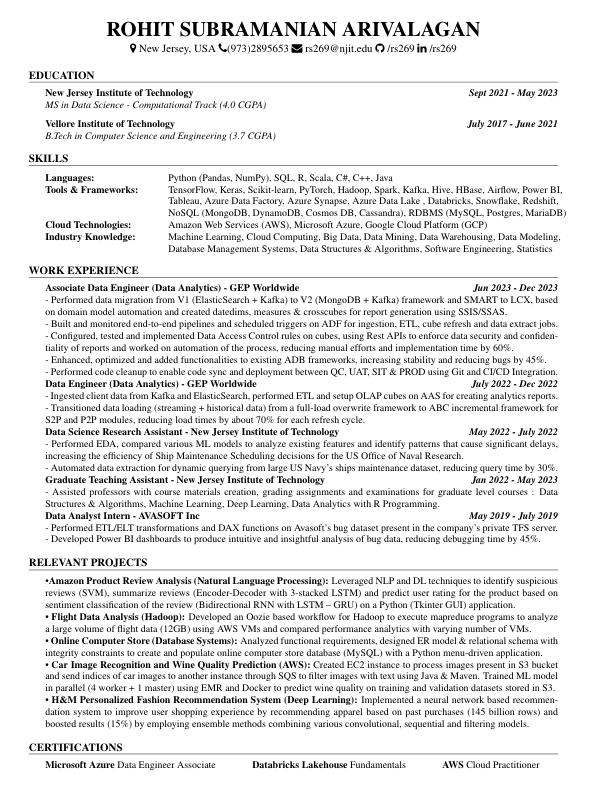 ROHIT SUBRAMANIAN ARIVALAGAN
New Jersey, USA (973)2895653 rs269@njit.edu /rs269 /rs269
EDUCATION
New Jersey Institute of Technology Sept 2021 - May 2023
MS in Data Science - Computational Track (4.0 CGPA)
Vellore Institute of Technology July 2017 - June 2021
B.Tech in Computer Science and Engineering (3.7 CGPA)
SKILLS
Languages: Python (Pandas, NumPy), SQL, R, Scala, C#, C++, Java
Tools & Frameworks: TensorFlow, Keras, Scikit-learn, PyTorch, Hadoop, Spark, Kafka, Hive, HBase, Airflow, Power BI,
Tableau, Azure Data Factory, Azure Synapse, Azure Data Lake , Databricks, Snowflake, Redshift,
NoSQL (MongoDB, DynamoDB, Cosmos DB, Cassandra), RDBMS (MySQL, Postgres, MariaDB)
Cloud Technologies: Amazon Web Services (AWS), Microsoft Azure, Google Cloud Platform (GCP)
Industry Knowledge: Machine Learning, Cloud Computing, Big Data, Data Mining, Data Warehousing, Data Modeling,
Database Management Systems, Data Structures & Algorithms, Software Engineering, Statistics
WORK EXPERIENCE
Associate Data Engineer (Data Analytics) - GEP Worldwide Jun 2023 - Dec 2023
- Performed data migration from V1 (ElasticSearch + Kafka) to V2 (MongoDB + Kafka) framework and SMART to LCX, based
on domain model automation and created datedims, measures & crosscubes for report generation using SSIS/SSAS.
- Built and monitored end-to-end pipelines and scheduled triggers on ADF for ingestion, ETL, cube refresh and data extract jobs.
- Configured, tested and implemented Data Access Control rules on cubes, using Rest APIs to enforce data security and confiden-
tiality of reports and worked on automation of the process, reducing manual efforts and implementation time by 60%.
- Enhanced, optimized and added functionalities to existing ADB frameworks, increasing stability and reducing bugs by 45%.
- Performed code cleanup to enable code sync and deployment between QC, UAT, SIT & PROD using Git and CI/CD Integration.
Data Engineer (Data Analytics) - GEP Worldwide July 2022 - Dec 2022
- Ingested client data from Kafka and ElasticSearch, performed ETL and setup OLAP cubes on AAS for creating analytics reports.
- Transitioned data loading (streaming + historical data) from a full-load overwrite framework to ABC incremental framework for
S2P and P2P modules, reducing load times by about 70% for each refresh cycle.
Data Science Research Assistant - New Jersey Institute of Technology May 2022 - July 2022
- Performed EDA, compared various ML models to analyze existing features and identify patterns that cause significant delays,
increasing the efficiency of Ship Maintenance Scheduling decisions for the US Office of Naval Research.
- Automated data extraction for dynamic querying from large US Navy's ships maintenance dataset, reducing query time by 30%.
Graduate Teaching Assistant - New Jersey Institute of Technology Jan 2022 - May 2023
- Assisted professors with course materials creation, grading assignments and examinations for graduate level courses : Data
Structures & Algorithms, Machine Learning, Deep Learning, Data Analytics with R Programming.
Data Analyst Intern - AVASOFT Inc May 2019 - July 2019
- Performed ETL/ELT transformations and DAX functions on Avasoft's bug dataset present in the company's private TFS server.
- Developed Power BI dashboards to produce intuitive and insightful analysis of bug data, reducing debugging time by 45%.
RELEVANT PROJECTS
•Amazon Product Review Analysis (Natural Language Processing): Leveraged NLP and DL techniques to identify suspicious
reviews (SVM), summarize reviews (Encoder-Decoder with 3-stacked LSTM) and predict user rating for the product based on
sentiment classification of the review (Bidirectional RNN with LSTM – GRU) on a Python (Tkinter GUI) application.
• Flight Data Analysis (Hadoop): Developed an Oozie based workflow for Hadoop to execute mapreduce programs to analyze
a large volume of flight data (12GB) using AWS VMs and compared performance analytics with varying number of VMs.
• Online Computer Store (Database Systems): Analyzed functional requirements, designed ER model & relational schema with
integrity constraints to create and populate online computer store database (MySQL) with a Python menu-driven application.
• Car Image Recognition and Wine Quality Prediction (AWS): Created EC2 instance to process images present in S3 bucket
and send indices of car images to another instance through SQS to filter images with text using Java & Maven. Trained ML model
in parallel (4 worker + 1 master) using EMR and Docker to predict wine quality on training and validation datasets stored in S3.
• H&M Personalized Fashion Recommendation System (Deep Learning): Implemented a neural network based recommen-
dation system to improve user shopping experience by recommending apparel based on past purchases (145 billion rows) and
boosted results (15%) by employing ensemble methods combining various convolutional, sequential and filtering models.
CERTIFICATIONS
Microsoft Azure Data Engineer Associate Databricks Lakehouse Fundamentals AWS Cloud Practitioner